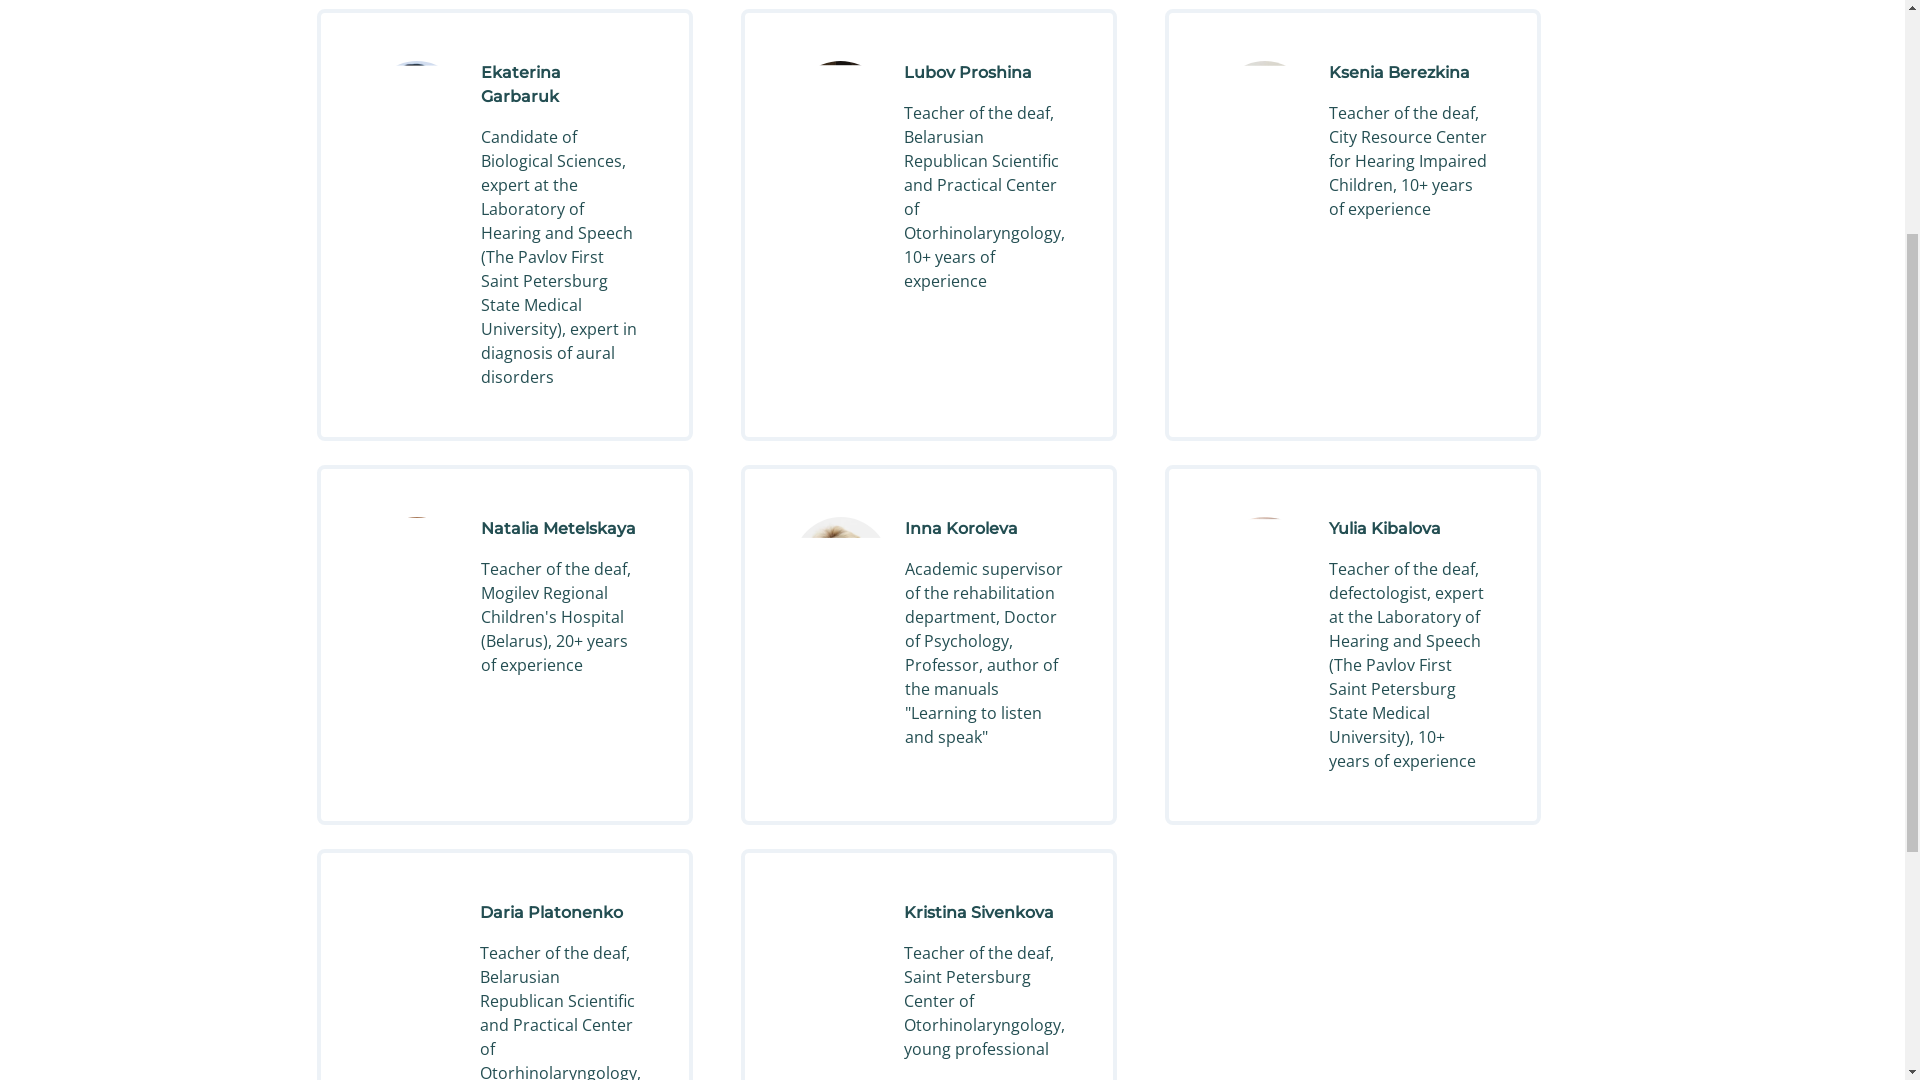 Ekaterina
Garbaruk
Candidate of
Biological Sciences,
expert at the
Laboratory of
Hearing and Speech
(The Pavlov First
Saint Petersburg
State Medical
University), expert in
diagnosis of aural
disorders
Lubov Proshina
Teacher of the deaf,
Belarusian
Republican Scientific
and Practical Center
of
Otorhinolaryngology,
10+ years of
experience
Ksenia Berezkina
Teacher of the deaf,
City Resource Center
for Hearing Impaired
Children, 10+ years
of experience
Natalia Metelskaya
Teacher of the deaf,
Mogilev Regional
Children's Hospital
(Belarus), 20+ years
of experience
Inna Koroleva
Academic supervisor
of the rehabilitation
department, Doctor
of Psychology,
Professor, author of
the manuals
"Learning to listen
and speak"
Yulia Kibalova
Teacher of the deaf,
defectologist, expert
at the Laboratory of
Hearing and Speech
(The Pavlov First
Saint Petersburg
State Medical
University), 10+
years of experience
Daria Platonenko
Teacher of the deaf,
Belarusian
Republican Scientific
and Practical Center
of
Otorhinolaryngology,
Kristina Sivenkova
Teacher of the deaf,
Saint Petersburg
Center of
Otorhinolaryngology,
young professional